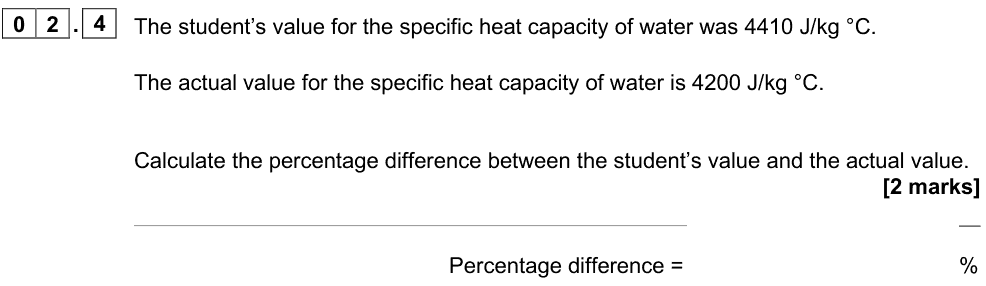 02.4 The student's value for the specific heat capacity of water was 4410 J/kg °C.
The actual value for the specific heat capacity of water is 4200 J/kg °C.
Calculate the percentage difference between the student's value and the actual value.
[2 marks]
Percentage difference = %